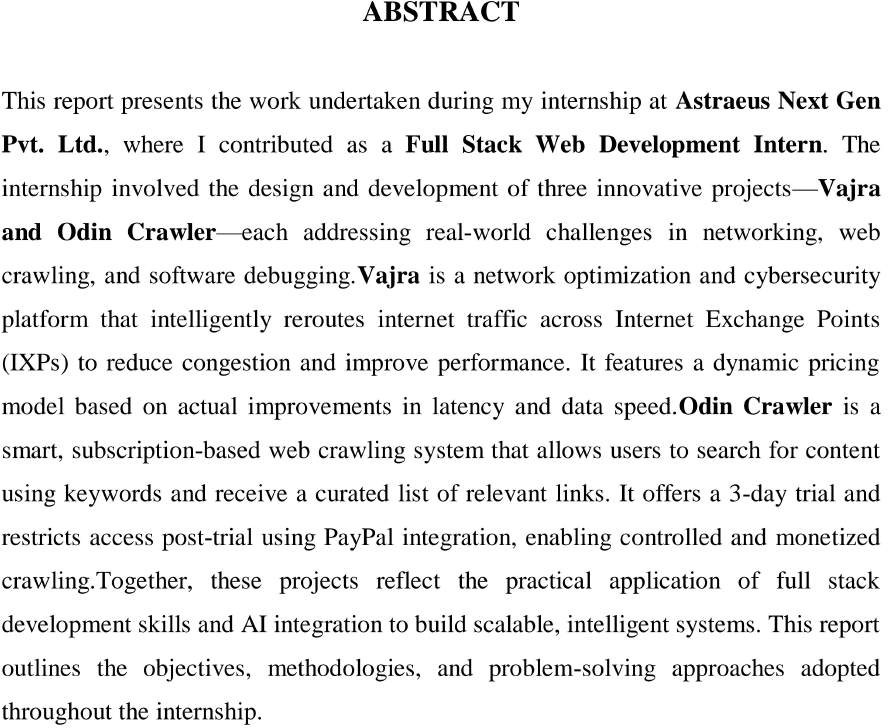 ABSTRACT
This report presents the work undertaken during my internship at Astraeus Next Gen
Pvt. Ltd., where I contributed as a Full Stack Web Development Intern. The
internship involved the design and development of three innovative projects—Vajra
and Odin Crawler—each addressing real-world challenges in networking, web
crawling, and software debugging.Vajra is a network optimization and cybersecurity
platform that intelligently reroutes internet traffic across Internet Exchange Points
(IXPs) to reduce congestion and improve performance. It features a dynamic pricing
model based on actual improvements in latency and data speed.Odin Crawler is a
smart, subscription-based web crawling system that allows users to search for content
using keywords and receive a curated list of relevant links. It offers a 3-day trial and
restricts access post-trial using PayPal integration, enabling controlled and monetized
crawling.Together, these projects reflect the practical application of full stack
development skills and AI integration to build scalable, intelligent systems. This report
outlines the objectives, methodologies, and problem-solving approaches adopted
throughout the internship.